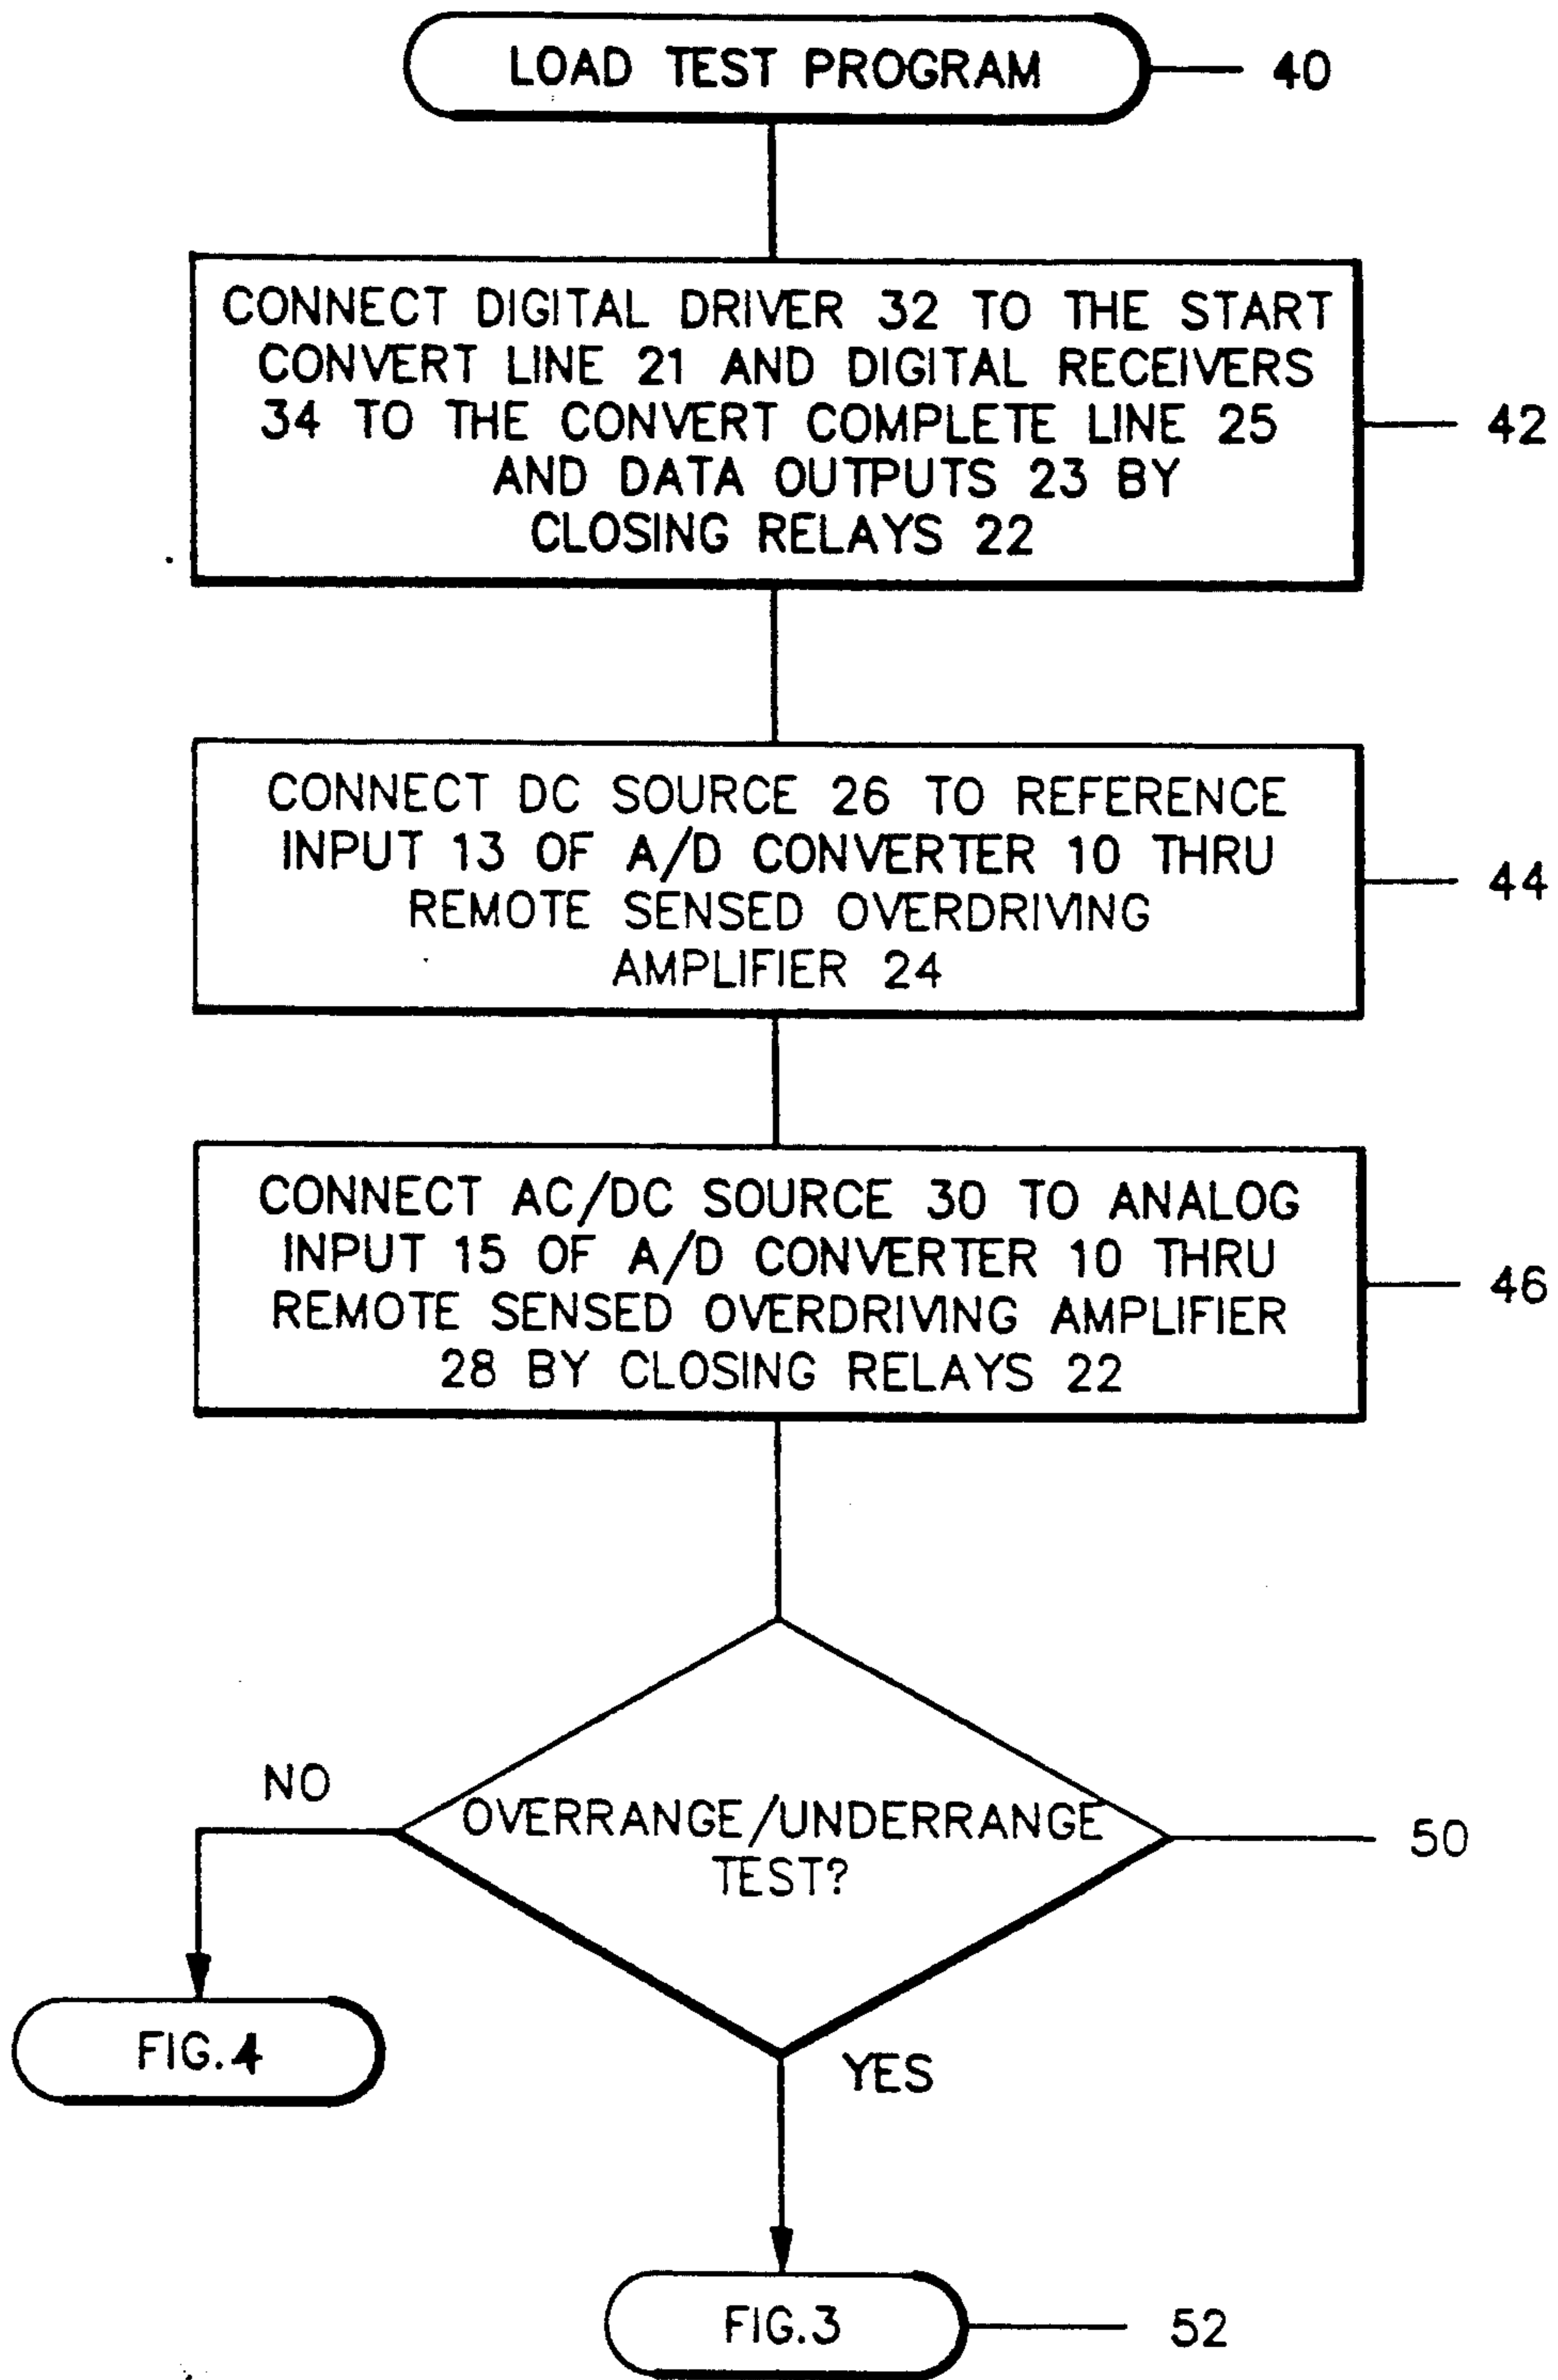 LOAD TEST PROGRAM
40
CONNECT DIGITAL DRIVER 32 TO THE START
CONVERT LINE 21 AND DIGITAL RECEIVERS
34 TO THE CONVERT COMPLETE LINE 25
AND DATA OUTPUTS 23 BY
CLOSING RELAYS 22
42
CONNECT DC SOURCE 26 TO REFERENCE
INPUT 13 OF A/D CONVERTER 10 THRU
REMOTE SENSED OVERDRIVING
AMPLIFIER 24
44
CONNECT AC/DC SOURCE 30 TO ANALOG
INPUT 15 OF A/D CONVERTER 10 THRU
REMOTE SENSED OVERDRIVING AMPLIFIER
28 BY CLOSING RELAYS 22
46
NO
OVERRANGE/UNDERRANGE
TEST?
50
FIG.4
YES
FIG.3
52